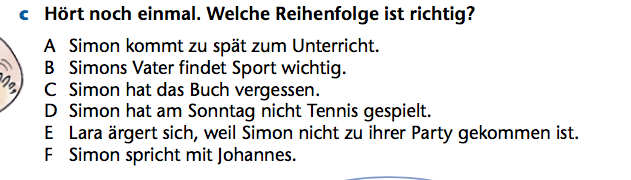 c Hört noch einmal. Welche Reihenfolge ist richtig?
A Simon kommt zu spät zum Unterricht.
B Simons Vater findet Sport wichtig.
C Simon hat das Buch vergessen.
D Simon hat am Sonntag nicht Tennis gespielt.
E Lara ärgert sich, weil Simon nicht zu ihrer Party gekommen ist.
F Simon spricht mit Johannes.